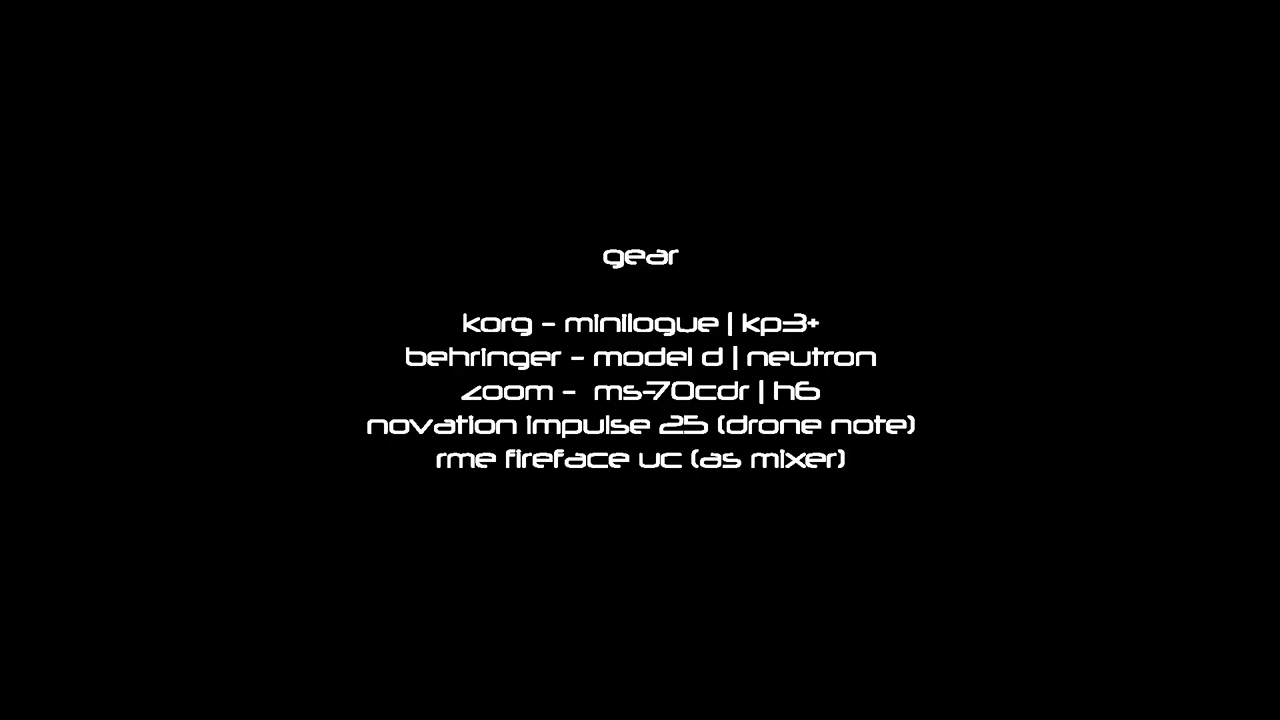 gear
korg - minilogue | kp3+
behringer - model d | neutron
zoom - ms-70cdr | h6
novation impulse 25 (drone note)
rme fireface uc (as mixer)